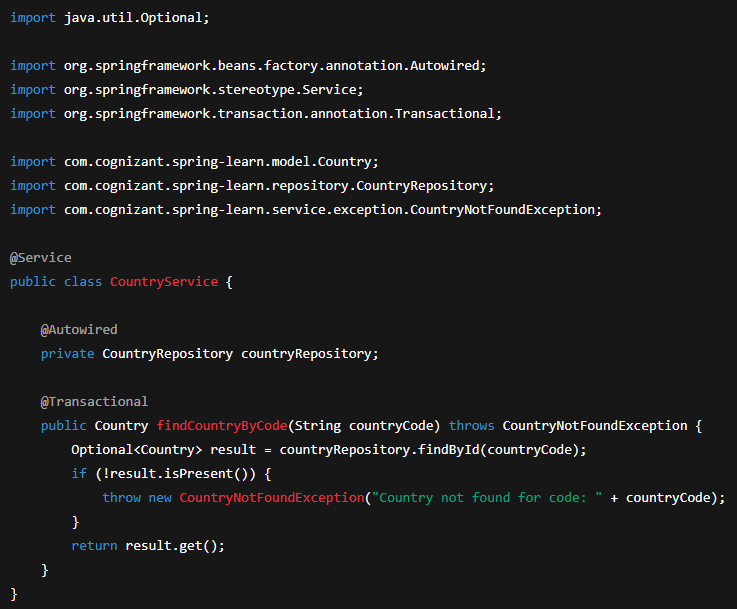 import java.util.Optional;
import org.springframework.beans.factory.annotation.Autowired;
import org.springframework.stereotype.Service;
import org.springframework.transaction.annotation.Transactional;
import com.cognizant.spring-learn.model.Country;
import com.cognizant.spring-learn.repository.CountryRepository;
import com.cognizant.spring-learn.service.exception.CountryNotFoundException;
@Service
public class CountryService {
@Autowired
private CountryRepository countryRepository;
@Transactional
public Country findCountryByCode(String countryCode) throws CountryNotFoundException {
Optional<Country> result = countryRepository.findById(countryCode);
if (!result.isPresent()) {
throw new CountryNotFoundException("Country not found for code: " + countryCode);
}
return result.get();
}
}